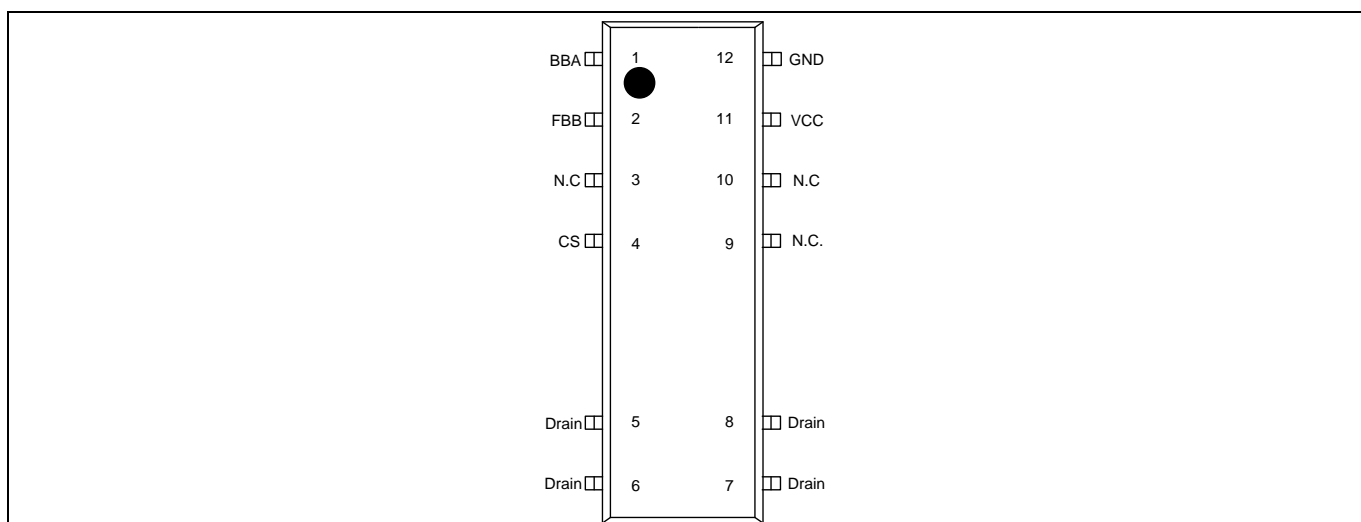 BBA 1 12 GND
FBB 2 11 VCC
N.C 3 10 N.C
CS 4 9 N.C.
Drain 5 8 Drain
Drain 6 7 Drain